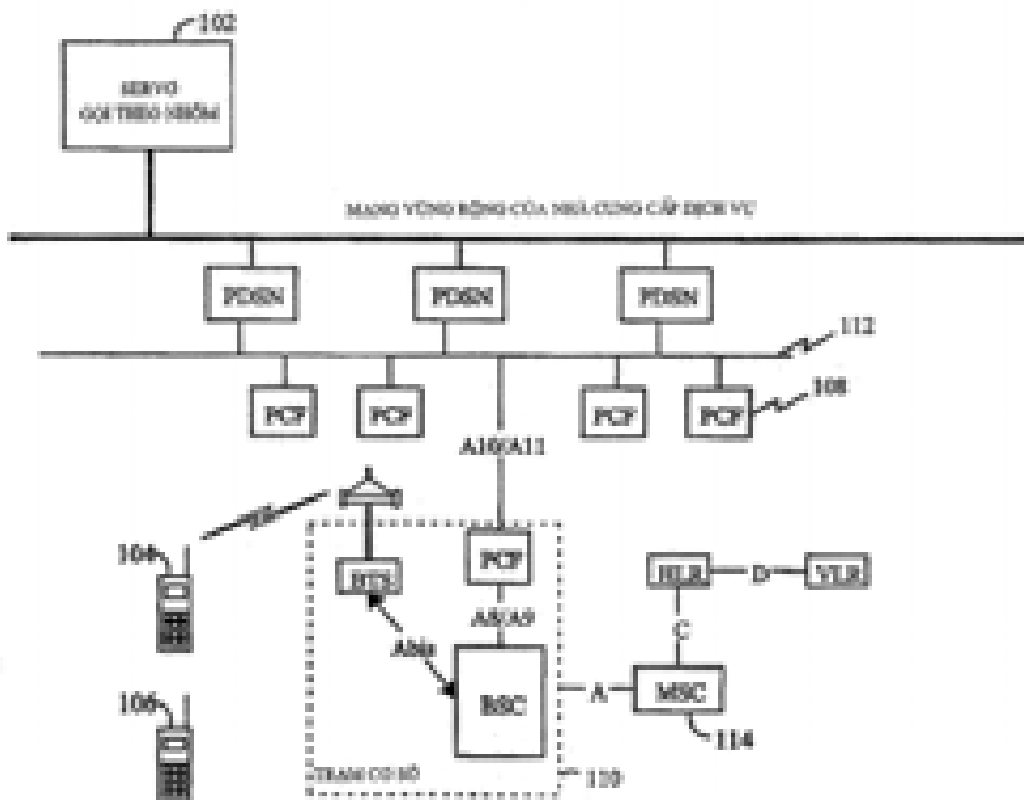 102
SERVO
GỌI THEO NHÓM
MẠNG VÙNG RỘNG CỦA NHÀ CUNG CẤP DỊCH VỤ
PDSN
PDSN
PDSN
112
PCF
PCF
PCF
PCF
108
A10/A11
104
BTS
PCF
HLR
D
VLR
A8/A9
C
Abis
BSC
A
MSC
106
114
TRẠM CƠ SỞ
110